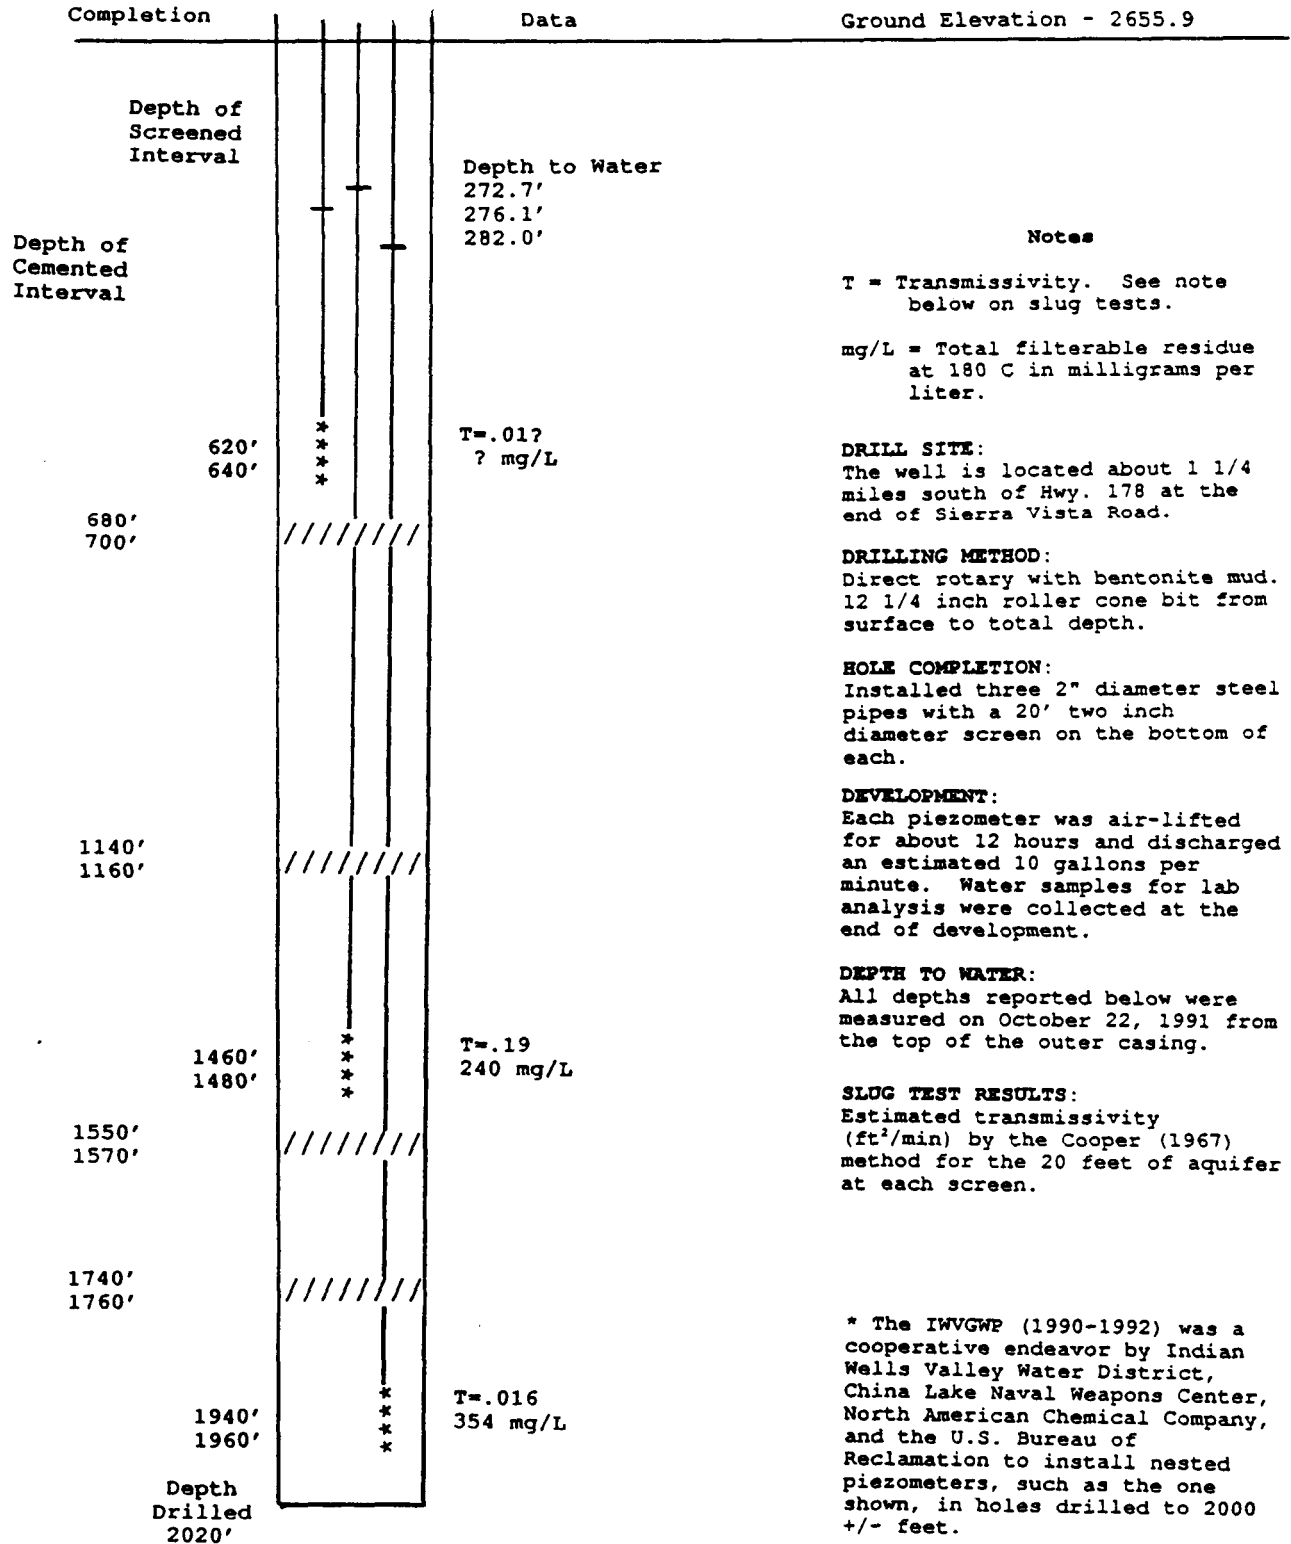 Completion
Data
Ground Elevation - 2655.9
Depth of
Screened
Interval
Depth to Water
272.7'
276.1'
282.0'
Depth of
Cemented
Interval
620'
640'
T=.01?
? mg/L
680'
700'
1140'
1160'
1460'
1480'
T=.19
240 mg/L
1550'
1570'
1740'
1760'
1940'
1960'
T=.016
354 mg/L
Depth
Drilled
2020'
Notes
T = Transmissivity. See note
below on slug tests.
mg/L = Total filterable residue
at 180 C in milligrams per
liter.
DRILL SITE:
The well is located about 1 1/4
miles south of Hwy. 178 at the
end of Sierra Vista Road.
DRILLING METHOD:
Direct rotary with bentonite mud.
12 1/4 inch roller cone bit from
surface to total depth.
HOLE COMPLETION:
Installed three 2" diameter steel
pipes with a 20' two inch
diameter screen on the bottom of
each.
DEVELOPMENT:
Each piezometer was air-lifted
for about 12 hours and discharged
an estimated 10 gallons per
minute. Water samples for lab
analysis were collected at the
end of development.
DEPTH TO WATER:
All depths reported below were
measured on October 22, 1991 from
the top of the outer casing.
SLUG TEST RESULTS:
Estimated transmissivity
(ft²/min) by the Cooper (1967)
method for the 20 feet of aquifer
at each screen.
* The IWVGWP (1990-1992) was a
cooperative endeavor by Indian
Wells Valley Water District,
China Lake Naval Weapons Center,
North American Chemical Company,
and the U.S. Bureau of
Reclamation to install nested
piezometers, such as the one
shown, in holes drilled to 2000
+/- feet.